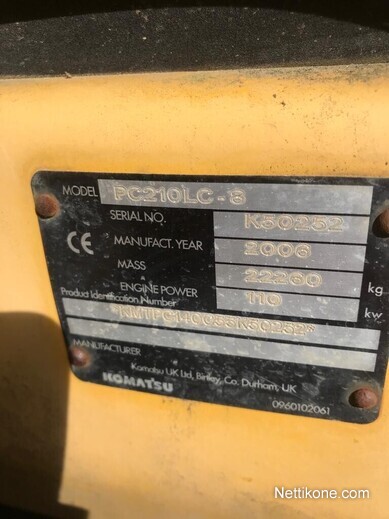 MODEL PC210LC-8
SERIAL NO. K50252
CE MANUFACT. YEAR 2006
MASS 22260 kg
ENGINE POWER 110 kw
Product Identification Number
MANUFACTURER
Komatsu UK Ltd, Birtley, Co. Durham, UK
KOMATSU
0960102061
Nettikone.com